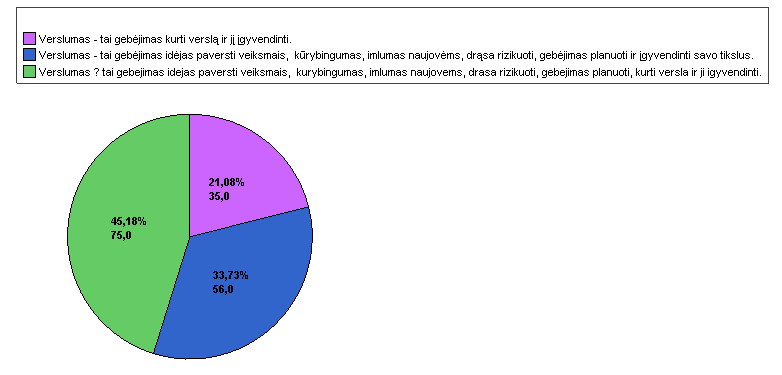 Verslumas - tai gebėjimas kurti verslą ir jį įgyvendinti.
Verslumas - tai gebėjimas idėjas paversti veiksmais, kūrybingumas, imlumas naujovėms, drąsa rizikuoti, gebėjimas planuoti ir įgyvendinti savo tikslus.
Verslumas ? tai gebejimas idejas paversti veiksmais, kurybingumas, imlumas naujovems, drasa rizikuoti, gebejimas planuoti, kurti versla ir ji igyvendinti.
21,08%
35,0
45,18%
75,0
33,73%
56,0